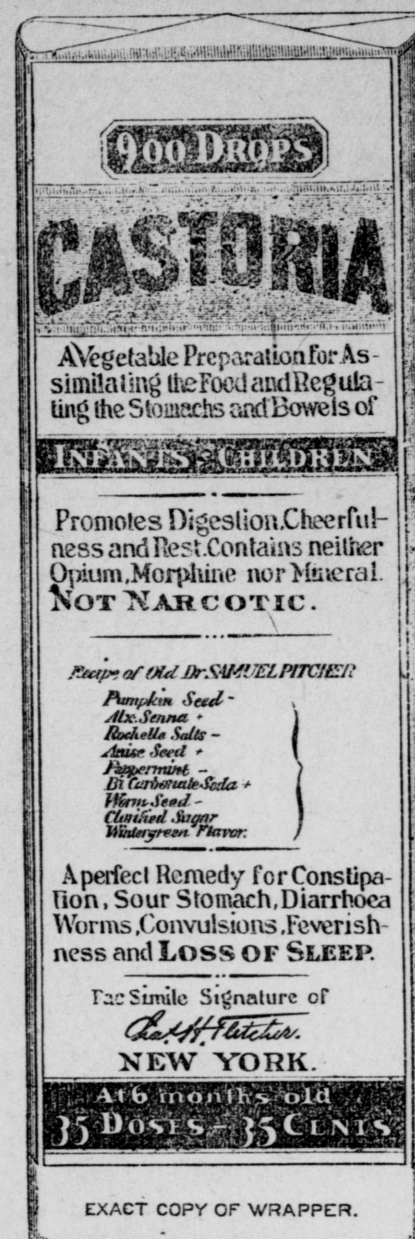 900 DROPS
CASTORIA
A Vegetable Preparation for As-
similating the Food and Regula-
ting the Stomachs and Bowels of
INFANTS & CHILDREN
Promotes Digestion, Cheerful-
ness and Rest. Contains neither
Opium, Morphine nor Mineral.
NOT NARCOTIC.
Recipe of Old Dr. SAMUEL PITCHER
Pumpkin Seed -
Alx. Senna +
Rochelle Salts -
Anise Seed +
Peppermint -
Bi Carbonate Soda +
Worm Seed -
Clarified Sugar
Wintergreen Flavor.
A perfect Remedy for Constipa-
tion, Sour Stomach, Diarrhoea
Worms, Convulsions, Feverish-
ness and LOSS OF SLEEP.
Fac Simile Signature of
Chas. H. Fletcher.
NEW YORK.
At 6 months old
35 DOSES - 35 CENTS
EXACT COPY OF WRAPPER.